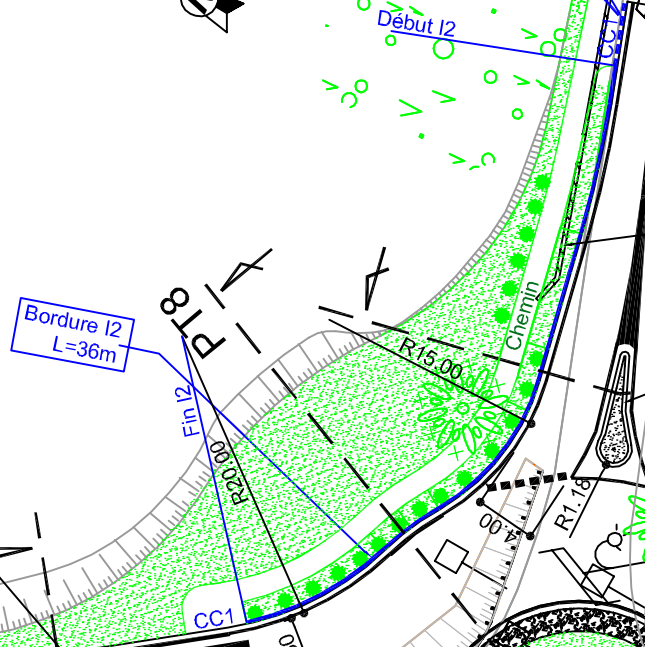 Début I2
CC1
PT8
Bordure I2
L=36m
Chemin
R15.00
Fin I2
R20.00
R1.18
4.00
CC1